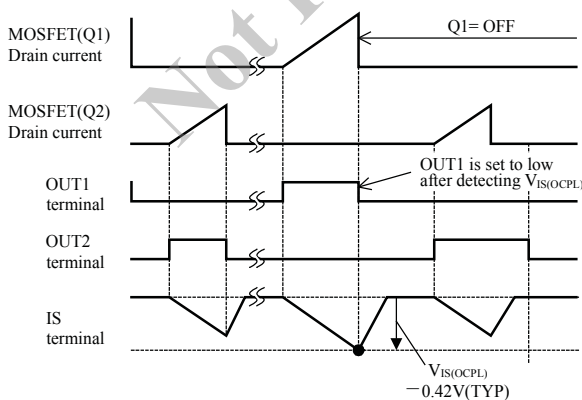 MOSFET(Q1)
Drain current
Q1= OFF
MOSFET(Q2)
Drain current
OUT1 is set to low
after detecting VIS(OCPL)
OUT1
terminal
OUT2
terminal
IS
terminal
VIS(OCPL)
−0.42V(TYP)
Not